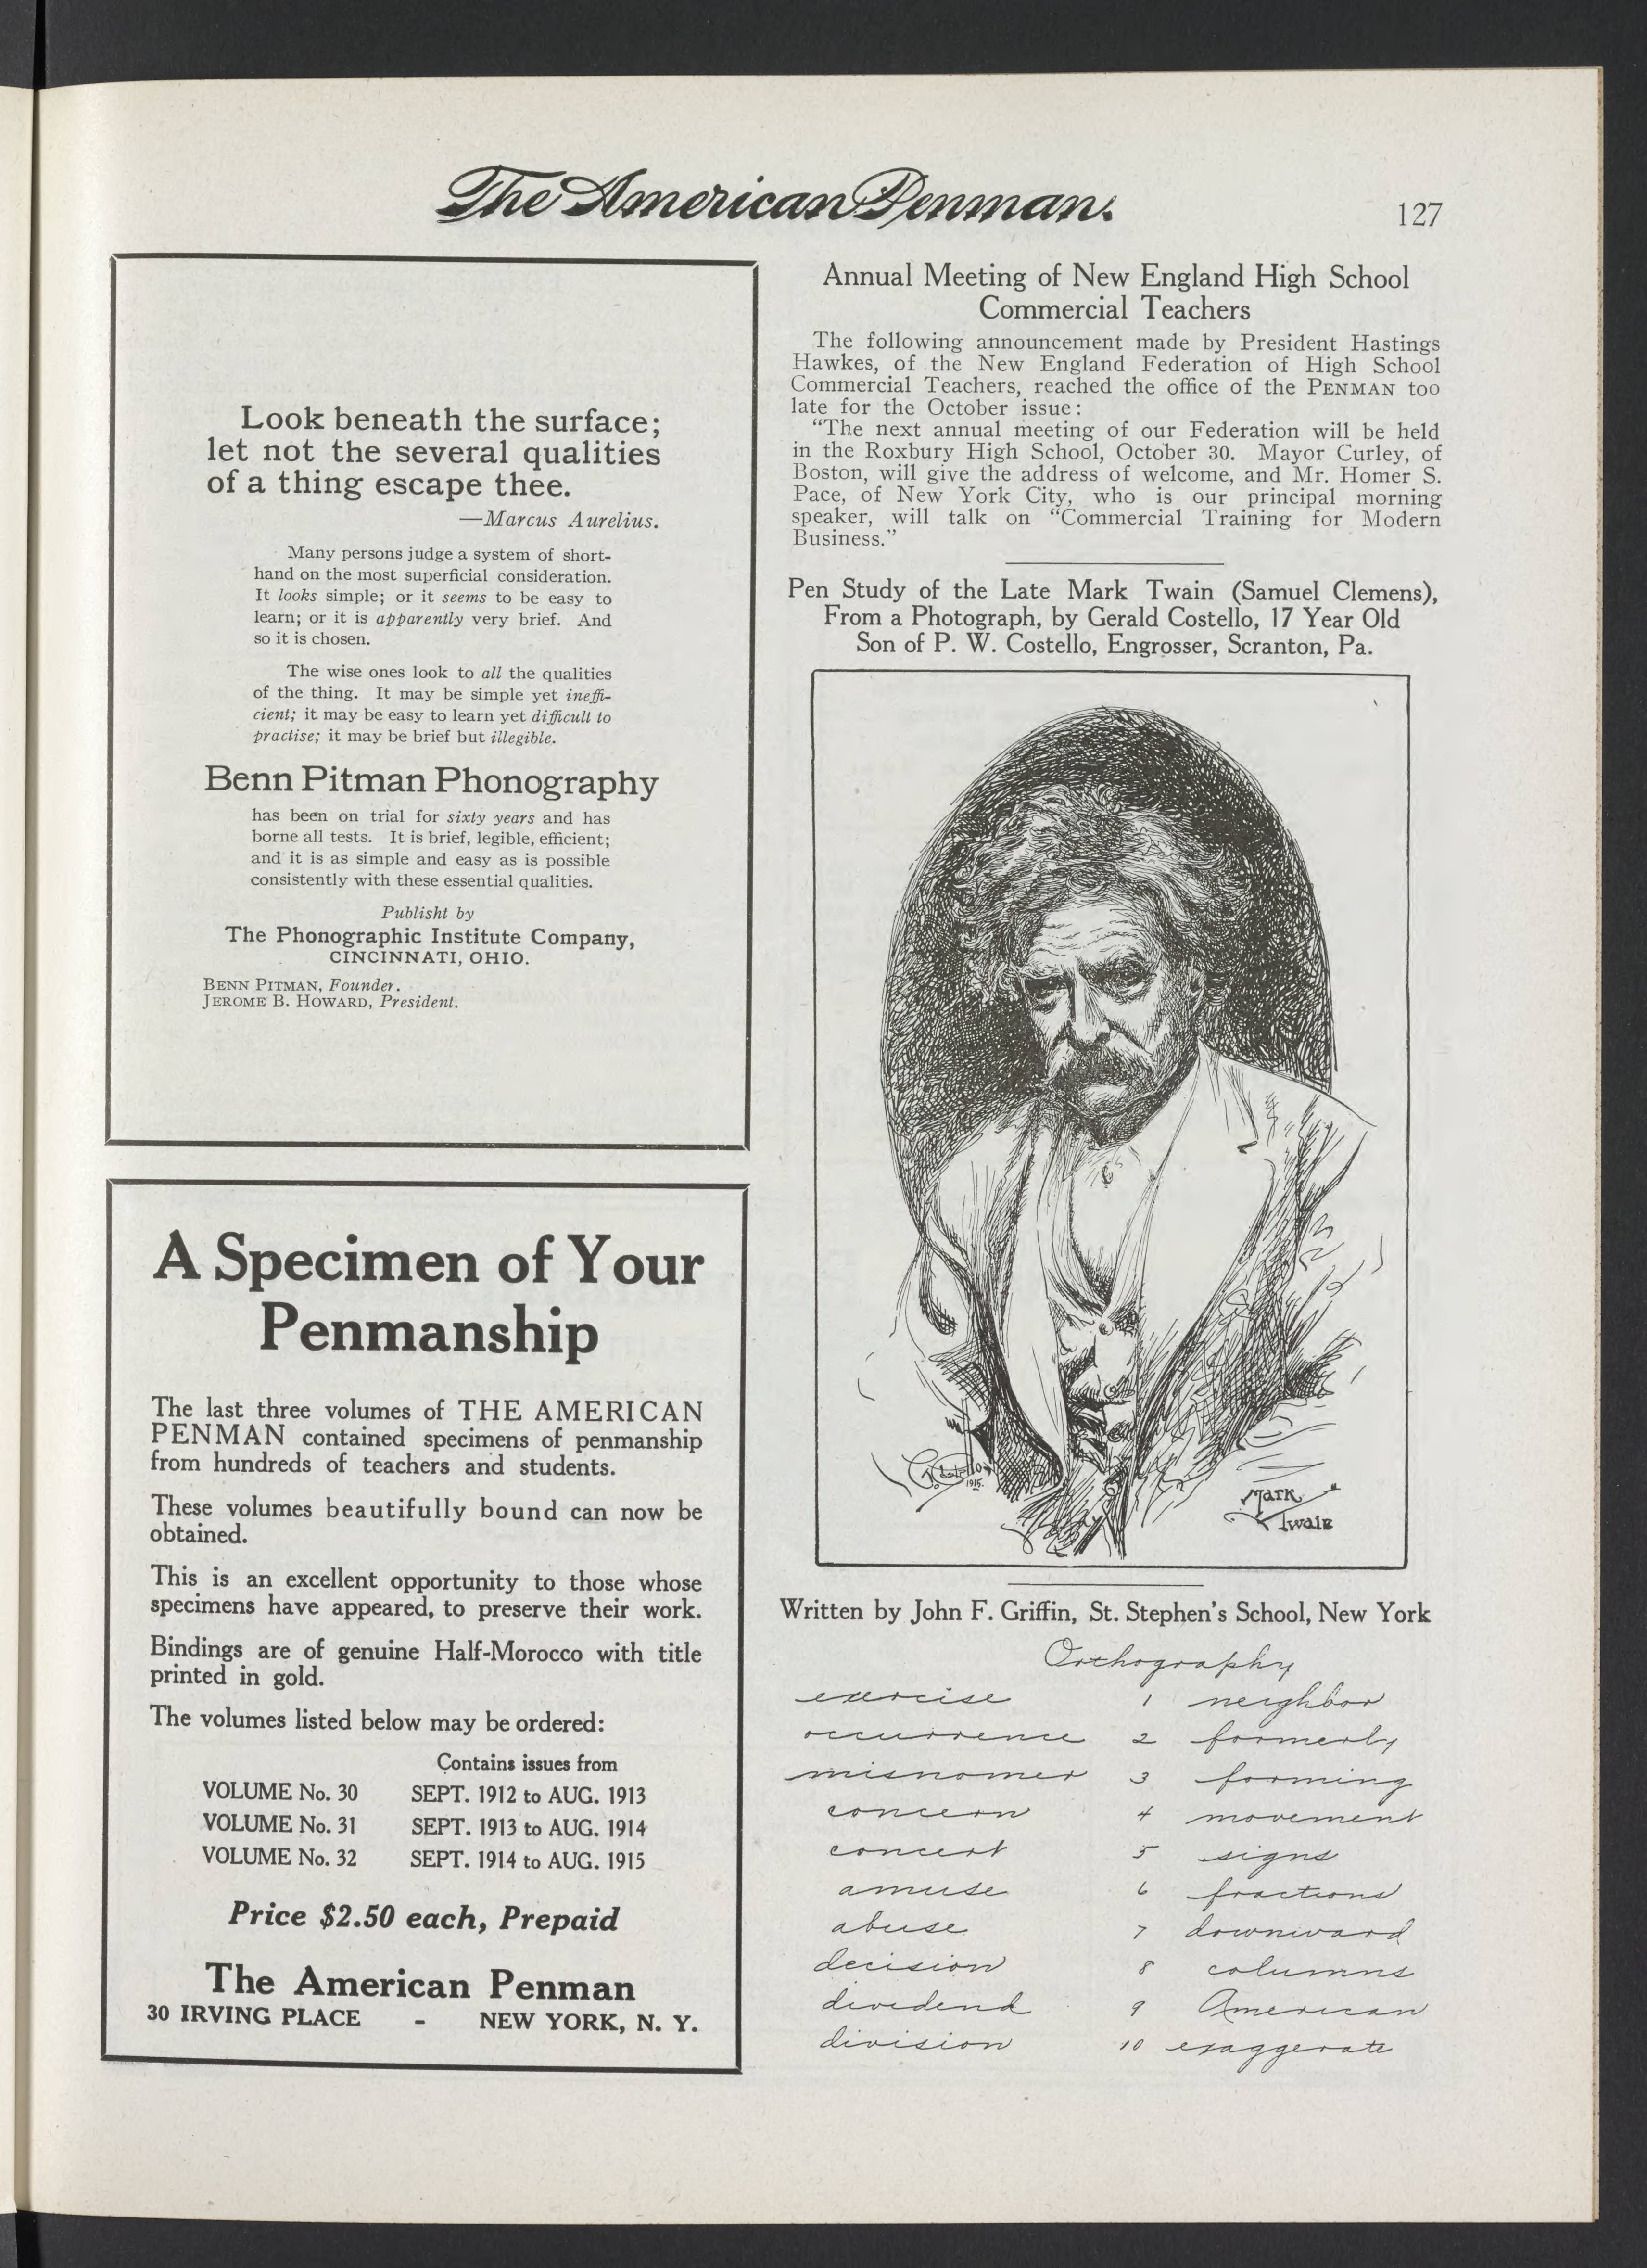 The American Penman.
127
Look beneath the surface;
let not the several qualities
of a thing escape thee.
—Marcus Aurelius.
Many persons judge a system of short-
hand on the most superficial consideration.
It looks simple; or it seems to be easy to
learn; or it is apparently very brief. And
so it is chosen.
The wise ones look to all the qualities
of the thing. It may be simple yet ineffi-
cient; it may be easy to learn yet difficult to
practise; it may be brief but illegible.
Benn Pitman Phonography
has been on trial for sixty years and has
borne all tests. It is brief, legible, efficient;
and it is as simple and easy as is possible
consistently with these essential qualities.
Publisht by
The Phonographic Institute Company,
CINCINNATI, OHIO.
BENN PITMAN, Founder.
JEROME B. HOWARD, President.
A Specimen of Your
Penmanship
The last three volumes of THE AMERICAN
PENMAN contained specimens of penmanship
from hundreds of teachers and students.
These volumes beautifully bound can now be
obtained.
This is an excellent opportunity to those whose
specimens have appeared, to preserve their work.
Bindings are of genuine Half-Morocco with title
printed in gold.
The volumes listed below may be ordered:
Contains issues from
VOLUME No. 30 SEPT. 1912 to AUG. 1913
VOLUME No. 31 SEPT. 1913 to AUG. 1914
VOLUME No. 32 SEPT. 1914 to AUG. 1915
Price $2.50 each, Prepaid
The American Penman
30 IRVING PLACE - NEW YORK, N. Y.
Annual Meeting of New England High School
Commercial Teachers
The following announcement made by President Hastings
Hawkes, of the New England Federation of High School
Commercial Teachers, reached the office of the PENMAN too
late for the October issue:
"The next annual meeting of our Federation will be held
in the Roxbury High School, October 30. Mayor Curley, of
Boston, will give the address of welcome, and Mr. Homer S.
Pace, of New York City, who is our principal morning
speaker, will talk on "Commercial Training for Modern
Business."
Pen Study of the Late Mark Twain (Samuel Clemens),
From a Photograph, by Gerald Costello, 17 Year Old
Son of P. W. Costello, Engrosser, Scranton, Pa.
Costello
1915.
Mark
Twain
Written by John F. Griffin, St. Stephen's School, New York
Orthography
exercise 1 neighbor
occurrence 2 formerly
misnomer 3 forming
concern 4 movement
concert 5 signs
amuse 6 fractions
abuse 7 downward
decision 8 columns
dividend 9 American
division 10 exaggerate